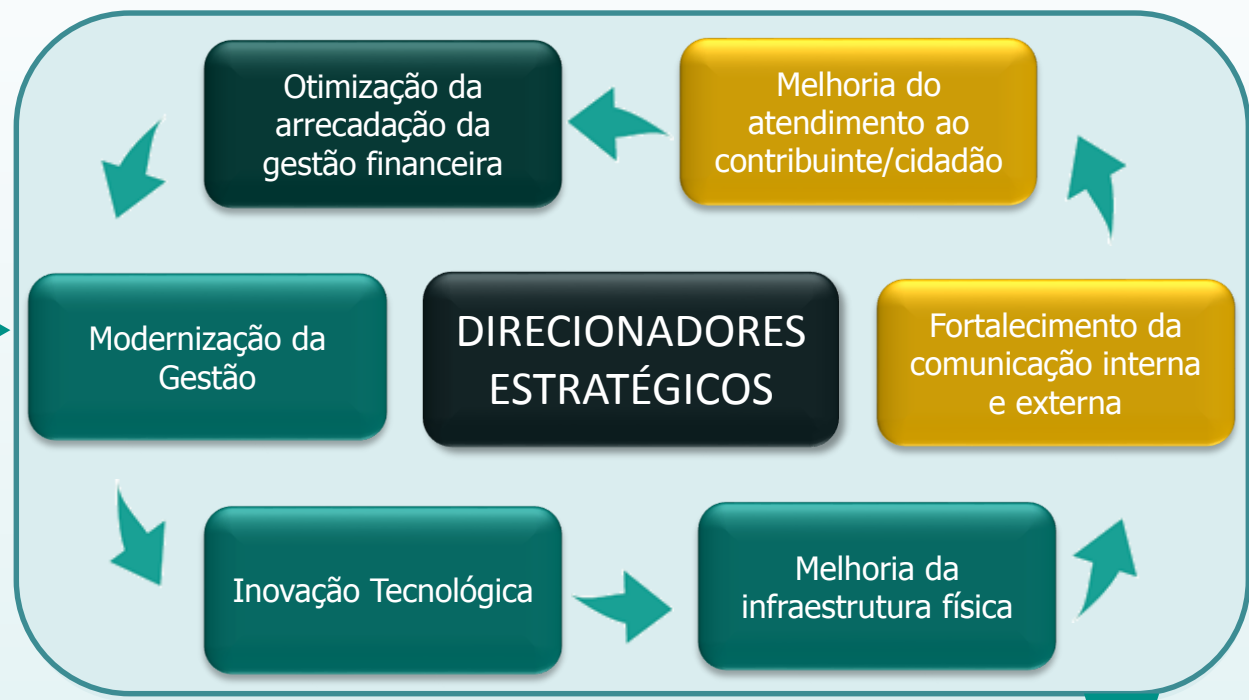 Otimização da
arrecadação da
gestão financeira
Melhoria do
atendimento ao
contribuinte/cidadão
Modernização da
Gestão
DIRECIONADORES
ESTRATÉGICOS
Fortalecimento da
comunicação interna
e externa
Inovação Tecnológica
Melhoria da
infraestrutura física